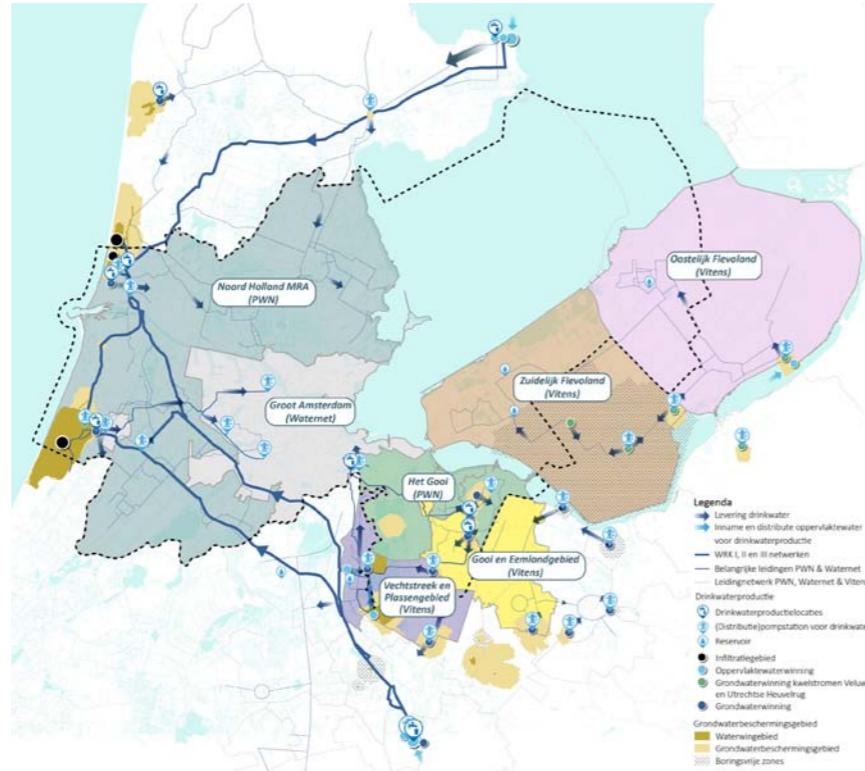 Oostelijk Flevoland
(Vitens)
Noord Holland MRA
(PWN)
Zuidelijk Flevoland
(Vitens)
Groot Amsterdam
(Waternet)
Het Gooi
(PWN)
Gooi en Eemlandgebied
(Vitens)
Vechtstreek en
Plassengebied
(Vitens)
Legenda
Levering drinkwater
Inname en distributie oppervlaktewater
voor drinkwaterproductie
WRK I, II en III netwerken
Belangrijke leidingen PWN & Waternet
Leidingnetwerk PWN, Waternet & Viten
Drinkwaterproductie
Drinkwaterproductielocaties
(Distributie)pompstation voor drinkwate
Reservoir
Infiltratiegebied
Oppervlaktewaterwinning
Grondwaterwinning kwelstromen Veluw
en Utrechtse Heuvelrug
Grondwaterwinning
Grondwaterbeschermingsgebied
Waterwingebied
Grondwaterbeschermingsgebied
Boringsvrije zones